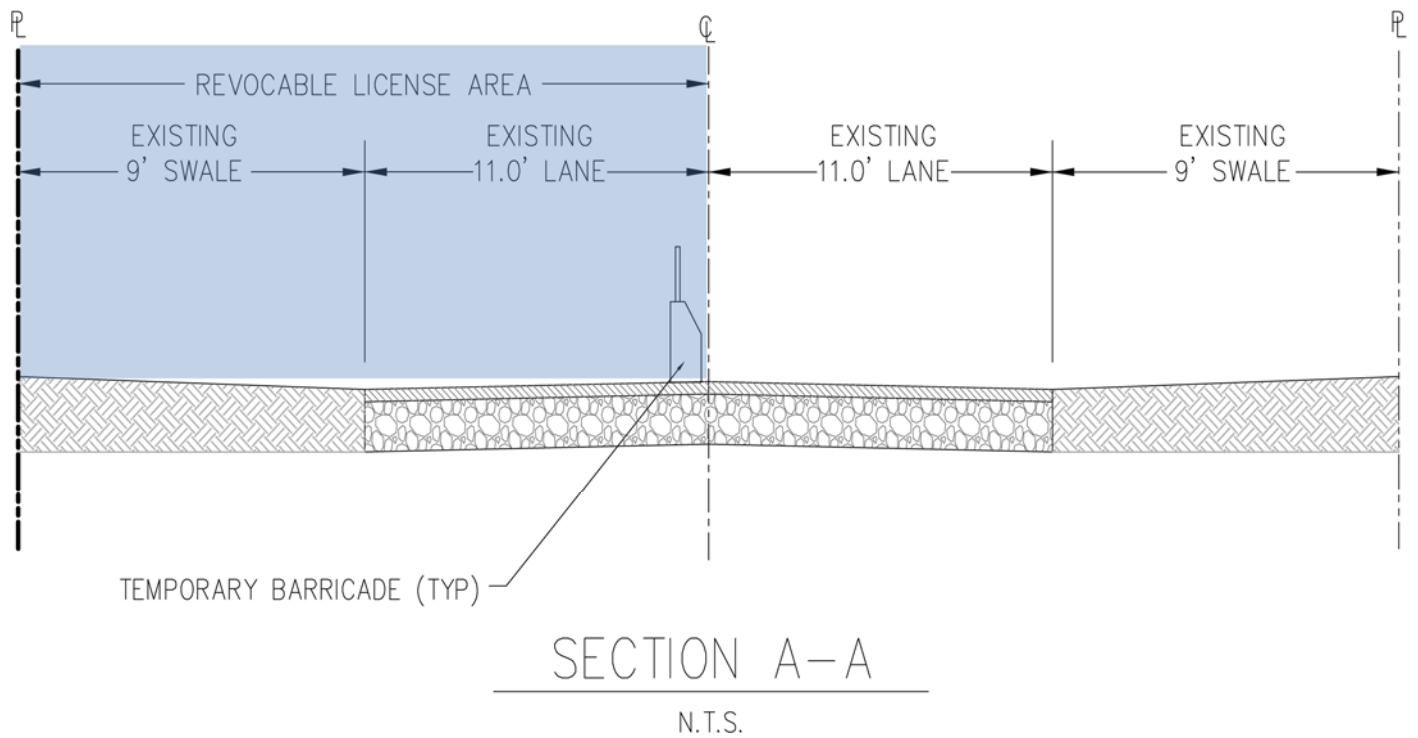 PL
CL
PL
REVOCABLE LICENSE AREA
EXISTING
9' SWALE
EXISTING
11.0' LANE
EXISTING
11.0' LANE
EXISTING
9' SWALE
TEMPORARY BARRICADE (TYP)
SECTION A-A
N.T.S.